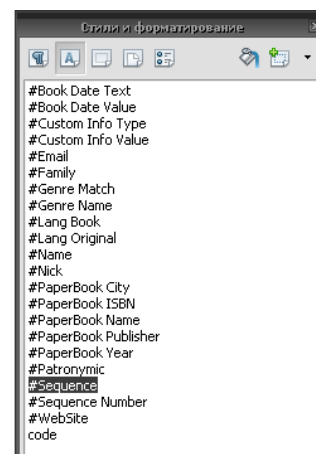 Стили и форматирование
#Book Date Text
#Book Date Value
#Custom Info Type
#Custom Info Value
#Email
#Family
#Genre Match
#Genre Name
#Lang Book
#Lang Original
#Name
#Nick
#PaperBook City
#PaperBook ISBN
#PaperBook Name
#PaperBook Publisher
#PaperBook Year
#Patronymic
#Sequence
#Sequence Number
#WebSite
code